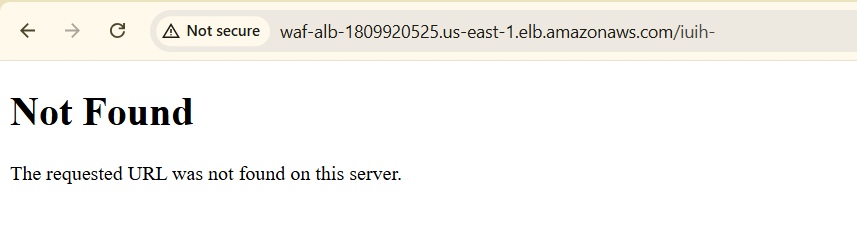 Not secure waf-alb-1809920525.us-east-1.elb.amazonaws.com/iuih-
Not Found
The requested URL was not found on this server.